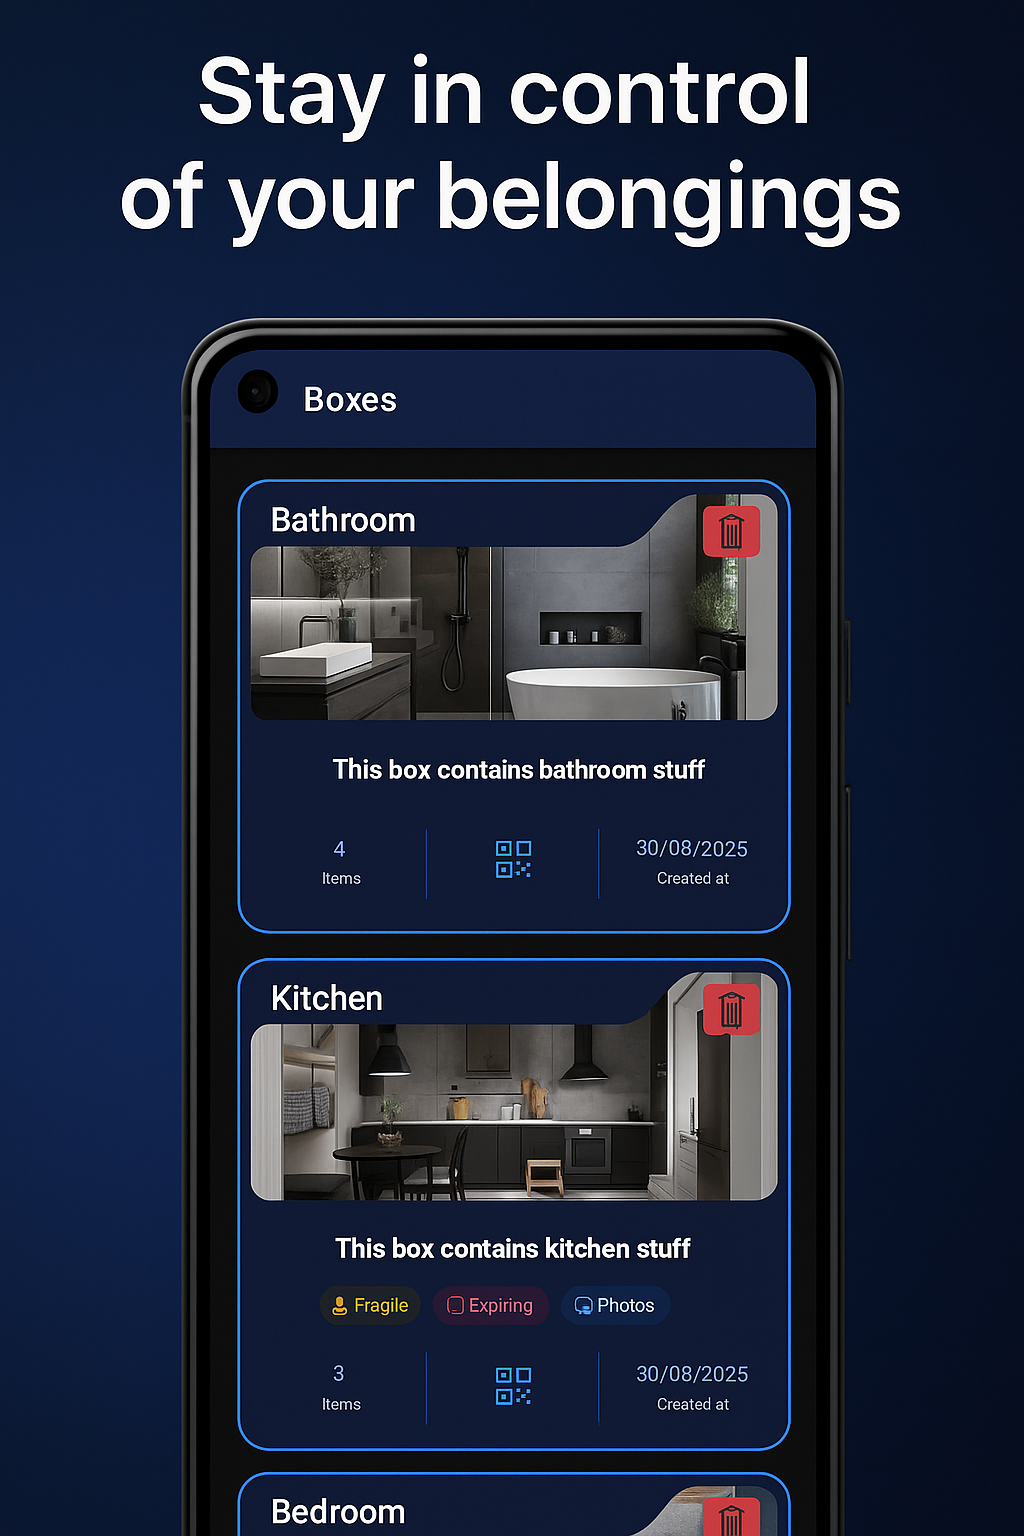 Stay in control
of your belongings
Boxes
Bathroom
This box contains bathroom stuff
4
Items
30/08/2025
Created at
Kitchen
This box contains kitchen stuff
Fragile
Expiring
Photos
3
Items
30/08/2025
Created at
Bedroom